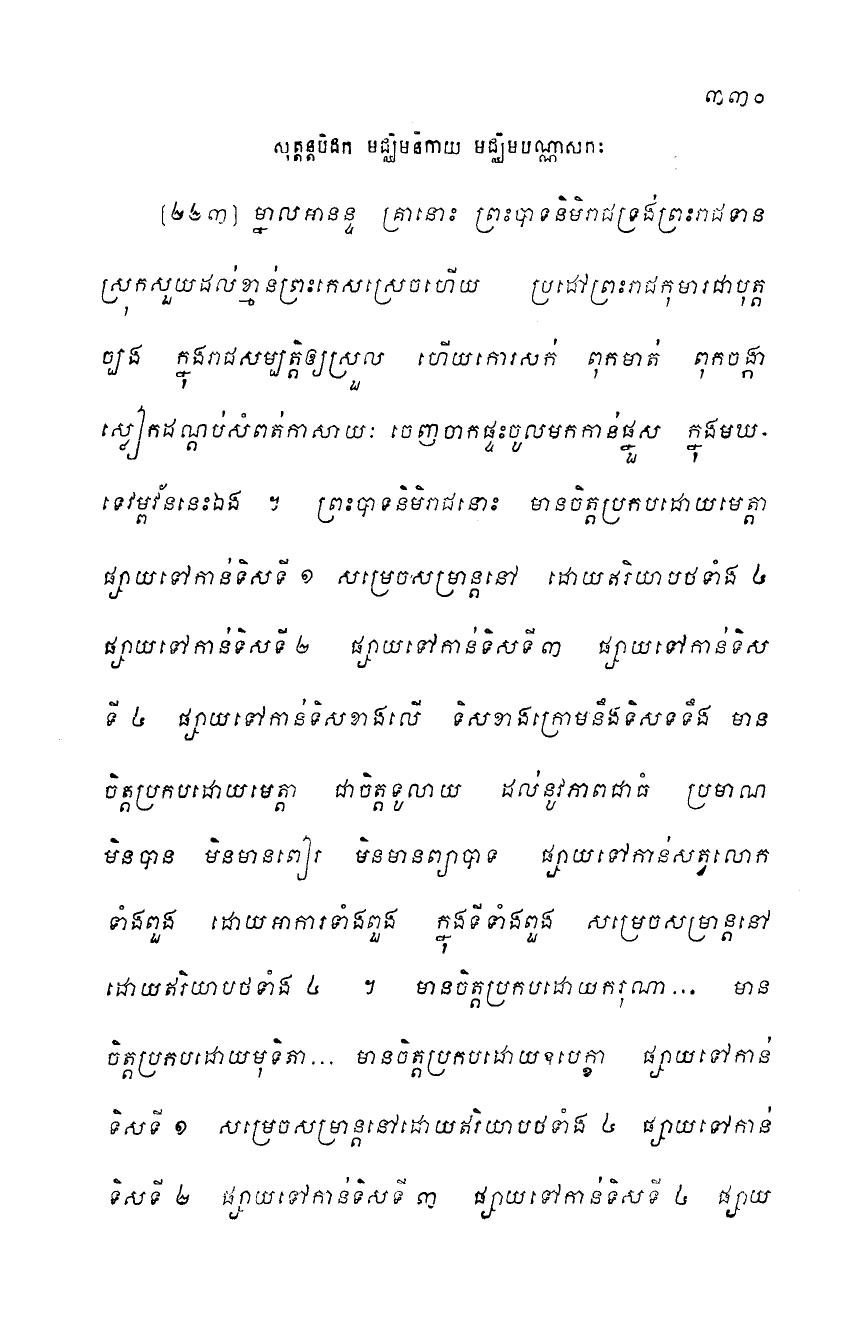 ៣៣០
សុត្តន្តបិដក មជ្ឈិមនិកាយ មជ្ឈិមបណ្ណាសកៈ
[២៤៣] ម្នាលអានន្ទ គ្រានោះ ព្រះបាទនិមិរាជទ្រង់ព្រះរាជទាន
ស្រុកសួយដល់ខ្មាន់ព្រះកេសស្រេចហើយ ប្រដៅព្រះរាជកុមារជាបុត្ត
ច្បង ក្នុងរាជសម្បត្តិឲ្យស្រួល ហើយកោរសក់ ពុកមាត់ ពុកចង្កា
ស្លៀកដណ្តប់សំពត់កាសាយៈ ចេញចាកផ្ទះចូលមកកាន់ផ្នួស ក្នុងមឃ-
ទេវម្ពវ័ននេះឯង ។ ព្រះបាទនិមិរាជនោះ មានចិត្តប្រកបដោយមេត្តា
ផ្សាយទៅកាន់ទិសទី ១ សម្រេចសម្រាន្តនៅ ដោយឥរិយាបថទាំង ៤
ផ្សាយទៅកាន់ទិសទី ២ ផ្សាយទៅកាន់ទិសទី ៣ ផ្សាយទៅកាន់ទិស
ទី ៤ ផ្សាយទៅកាន់ទិសខាងលើ ទិសខាងក្រោមនឹងទិសទទឹង មាន
ចិត្តប្រកបដោយមេត្តា ជាចិត្តទូលាយ ដល់នូវភាពជាធំ ប្រមាណ
មិនបាន មិនមានពៀរ មិនមានព្យាបាទ ផ្សាយទៅកាន់សត្វលោក
ទាំងពួង ដោយអាការទាំងពួង ក្នុងទីទាំងពួង សម្រេចសម្រាន្តនៅ
ដោយឥរិយាបថទាំង ៤ ។ មានចិត្តប្រកបដោយករុណា... មាន
ចិត្តប្រកបដោយមុទិតា... មានចិត្តប្រកបដោយឧបេក្ខា ផ្សាយទៅកាន់
ទិសទី ១ សម្រេចសម្រាន្តនៅដោយឥរិយាបថទាំង ៤ ផ្សាយទៅកាន់
ទិសទី ២ ផ្សាយទៅកាន់ទិសទី ៣ ផ្សាយទៅកាន់ទិសទី ៤ ផ្សាយ